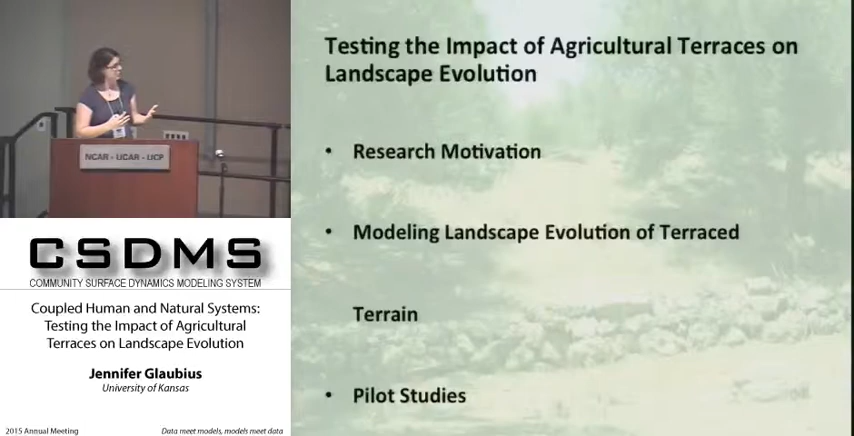 NCAR - UCAR - UCP
CSDMS
COMMUNITY SURFACE DYNAMICS MODELING SYSTEM
Coupled Human and Natural Systems:
Testing the Impact of Agricultural
Terraces on Landscape Evolution
Jennifer Glaubius
University of Kansas
2015 Annual Meeting
Data meet models, models meet data
Testing the Impact of Agricultural Terraces on
Landscape Evolution
• Research Motivation
• Modeling Landscape Evolution of Terraced
Terrain
• Pilot Studies